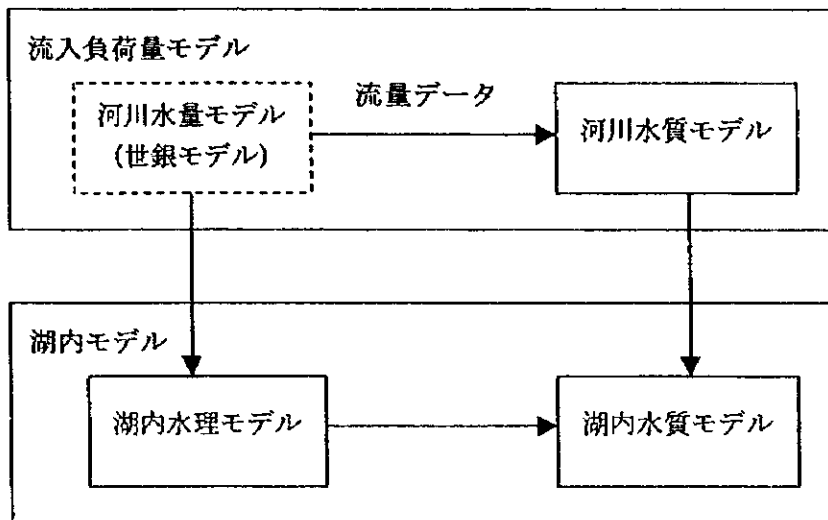 流入負荷量モデル
流量データ
河川水量モデル
(世銀モデル)
河川水質モデル
湖内モデル
湖内水理モデル
湖内水質モデル